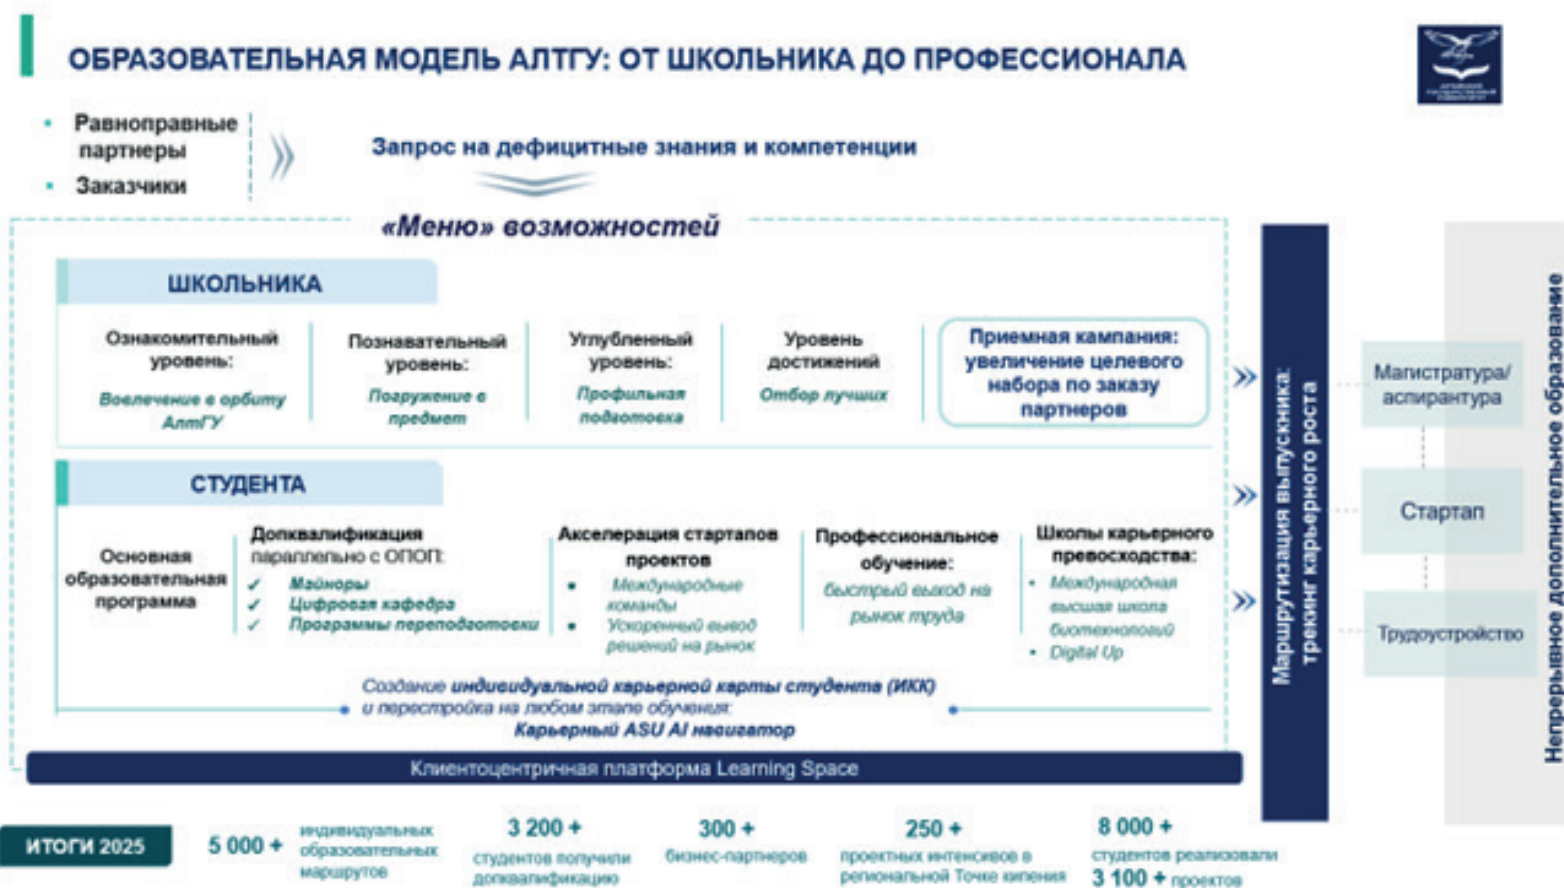 ОБРАЗОВАТЕЛЬНАЯ МОДЕЛЬ АЛТГУ: ОТ ШКОЛЬНИКА ДО ПРОФЕССИОНАЛА
• Равноправные
партнеры
• Заказчики
Запрос на дефицитные знания и компетенции
«Меню» возможностей
ШКОЛЬНИКА
Ознакомительный
уровень:
Вовлечение в орбиту
АлтГУ
Познавательный
уровень:
Погружение в
предмет
Углубленный
уровень:
Профильная
подготовка
Уровень
достижений
Отбор лучших
Приемная кампания:
увеличение целевого
набора по заказу
партнеров
СТУДЕНТА
Основная
образовательная
программа
Допквалификация
параллельно с ОПОП:
✓ Майноры
✓ Цифровая кафедра
✓ Программы переподготовки
Акселерация стартапов
проектов
• Международные
команды
• Ускоренный вывод
решений на рынок
Профессиональное
обучение:
быстрый выход на
рынок труда
Школы карьерного
превосходства:
• Международная
высшая школа
биотехнологий
• Digital Up
Создание индивидуальной карьерной карты студента (ИКК)
и перестройка на любом этапе обучения:
Карьерный ASU AI навигатор
Клиентоцентричная платформа Learning Space
Маршрутизация выпускника:
трекинг карьерного роста
Магистратура/
аспирантура
Стартап
Трудоустройство
Непрерывное дополнительное образование
ИТОГИ 2025
5 000 +
индивидуальных
образовательных
маршрутов
3 200 +
студентов получили
допквалификацию
300 +
бизнес-партнеров
250 +
проектных интенсивов в
региональной Точке кипения
8 000 +
студентов реализовали
3 100 + проектов